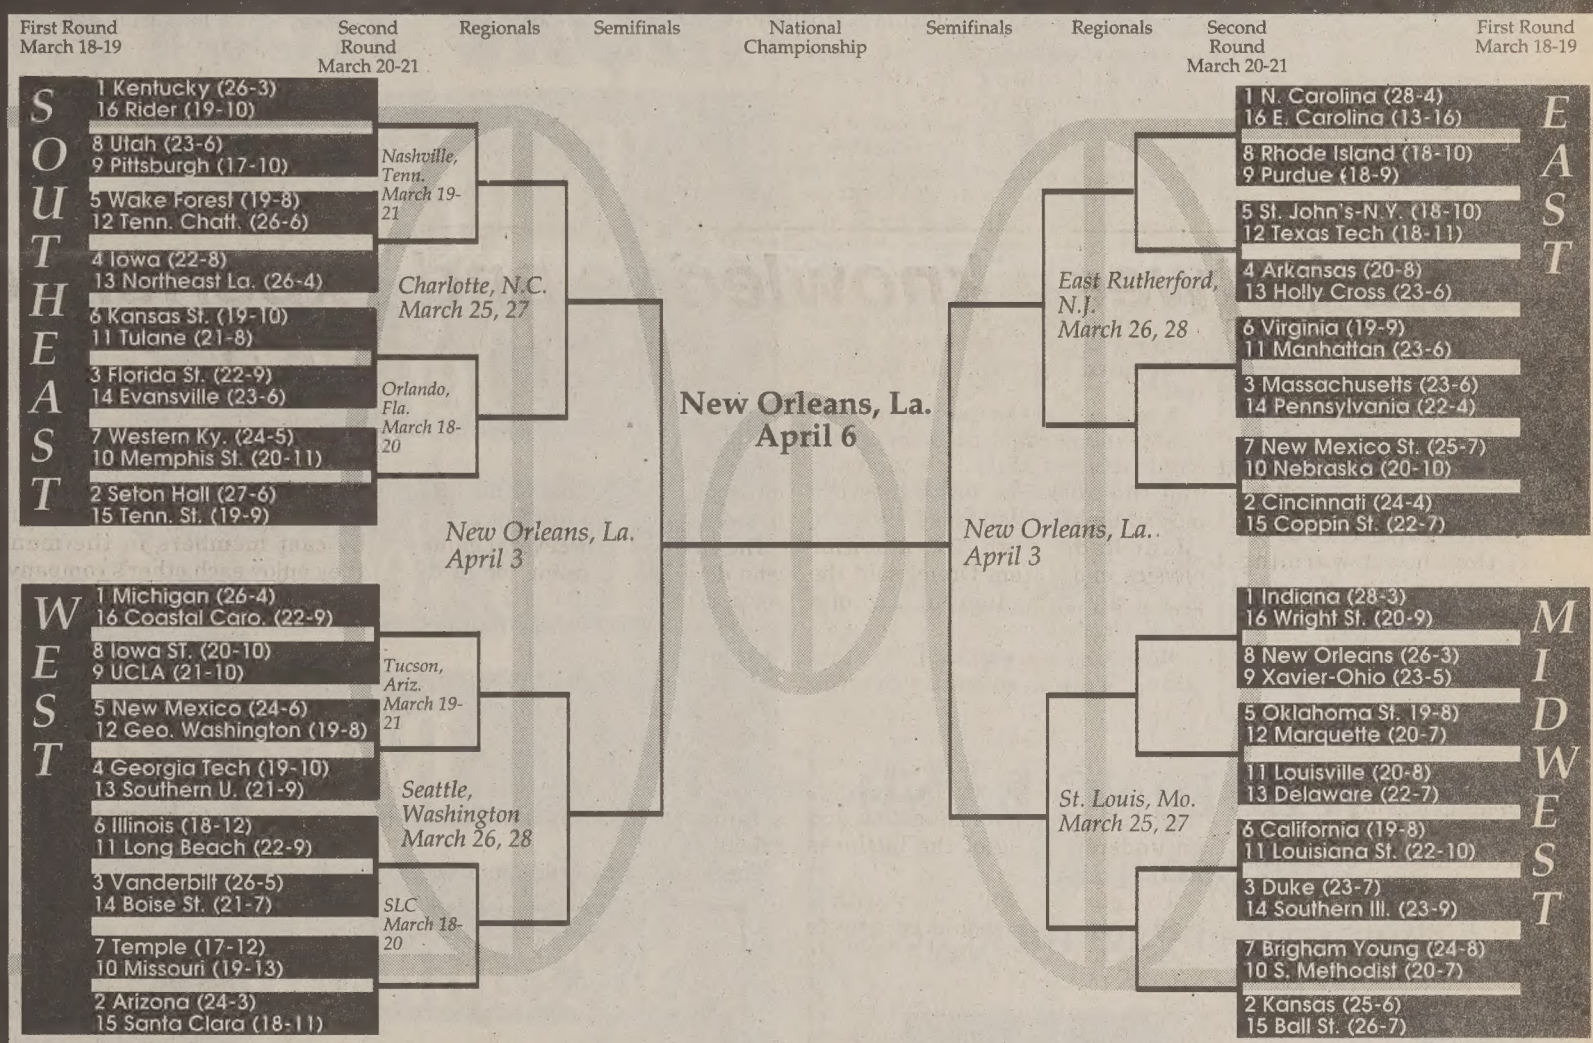 First Round
March 18-19
Second
Round
March 20-21
Regionals
Semifinals
National
Championship
Semifinals
Regionals
Second
Round
March 20-21
First Round
March 18-19
SOUTHEAST
1 Kentucky (26-3)
16 Rider (19-10)
8 Utah (23-6)
9 Pittsburgh (17-10)
5 Wake Forest (19-8)
12 Tenn. Chatt. (26-6)
4 Iowa (22-8)
13 Northeast La. (26-4)
6 Kansas St. (19-10)
11 Tulane (21-8)
3 Florida St. (22-9)
14 Evansville (23-6)
7 Western Ky. (24-5)
10 Memphis St. (20-11)
2 Seton Hall (27-6)
15 Tenn. St. (19-9)
Nashville,
Tenn.
March 19-
21
Charlotte, N.C.
March 25, 27
Orlando,
Fla.
March 18-
20
New Orleans, La.
April 3
WEST
1 Michigan (26-4)
16 Coastal Caro. (22-9)
8 Iowa ST. (20-10)
9 UCLA (21-10)
5 New Mexico (24-6)
12 Geo. Washington (19-8)
4 Georgia Tech (19-10)
13 Southern U. (21-9)
6 Illinois (18-12)
11 Long Beach (22-9)
3 Vanderbilt (26-5)
14 Boise St. (21-7)
7 Temple (17-12)
10 Missouri (19-13)
2 Arizona (24-3)
15 Santa Clara (18-11)
Tucson,
Ariz.
March 19-
21
Seattle,
Washington
March 26, 28
SLC
March 18-
20
New Orleans, La.
April 6
EAST
1 N. Carolina (28-4)
16 E. Carolina (13-16)
8 Rhode Island (18-10)
9 Purdue (18-9)
5 St. John's-N.Y. (18-10)
12 Texas Tech (18-11)
4 Arkansas (20-8)
13 Holly Cross (23-6)
6 Virginia (19-9)
11 Manhattan (23-6)
3 Massachusetts (23-6)
14 Pennsylvania (22-4)
7 New Mexico St. (25-7)
10 Nebraska (20-10)
2 Cincinnati (24-4)
15 Coppin St. (22-7)
East Rutherford,
N.J.
March 26, 28
New Orleans, La.
April 3
MIDWEST
1 Indiana (28-3)
16 Wright St. (20-9)
8 New Orleans (26-3)
9 Xavier-Ohio (23-5)
5 Oklahoma St. 19-8)
12 Marquette (20-7)
11 Louisville (20-8)
13 Delaware (22-7)
6 California (19-8)
11 Louisiana St. (22-10)
3 Duke (23-7)
14 Southern Ill. (23-9)
7 Brigham Young (24-8)
10 S. Methodist (20-7)
2 Kansas (25-6)
15 Ball St. (26-7)
St. Louis, Mo.
March 25, 27